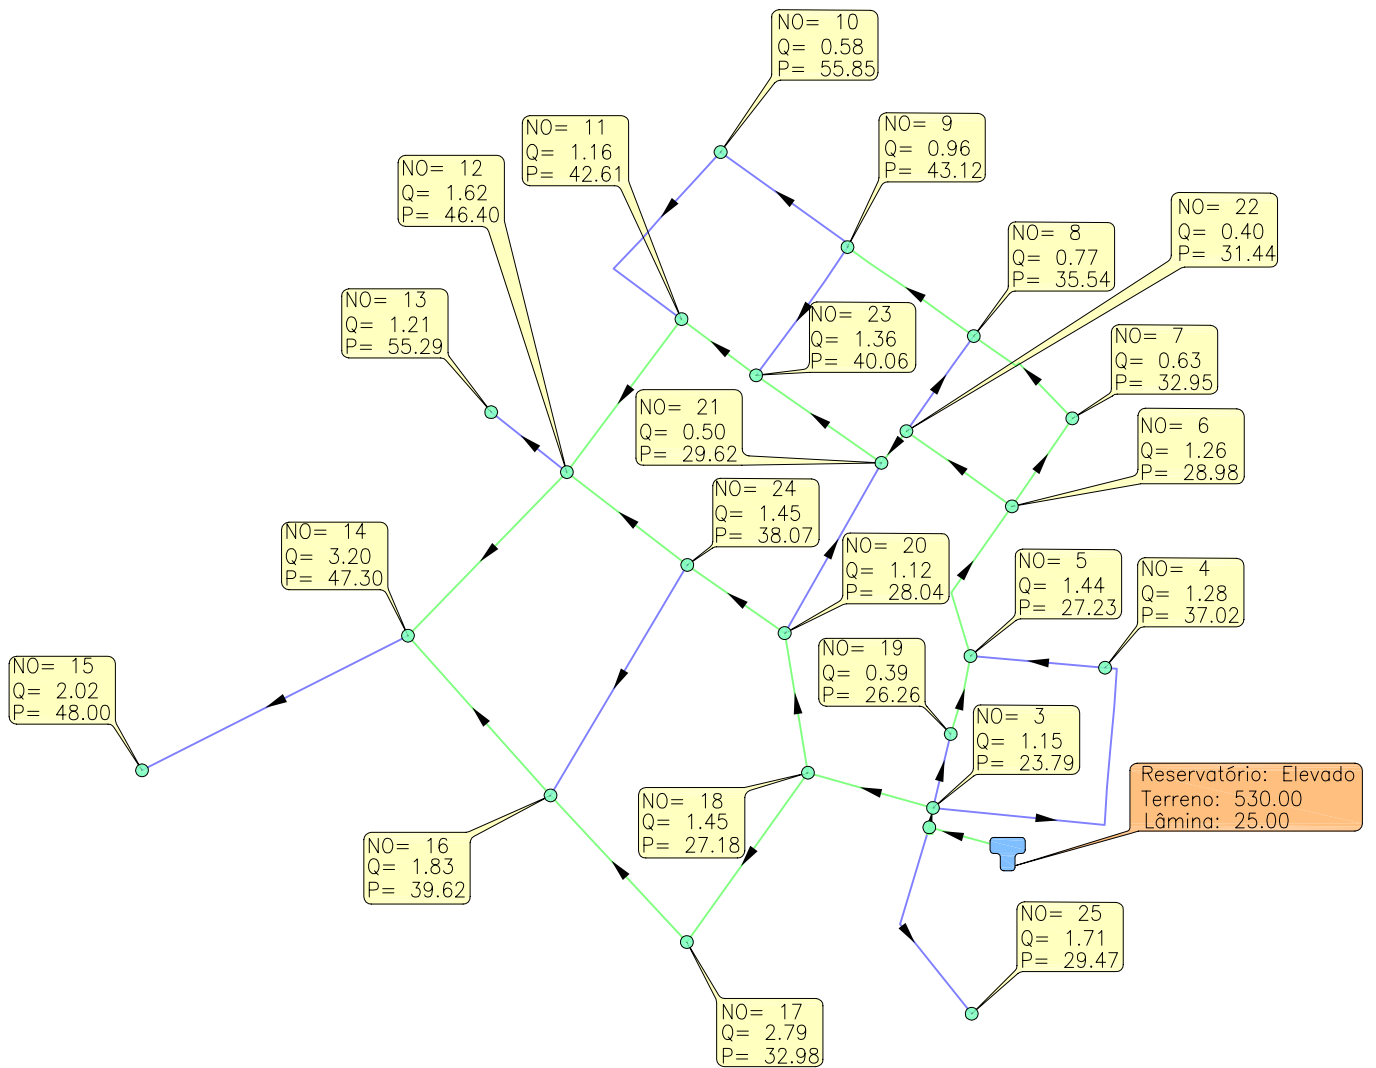 NO= 10
Q= 0.58
P= 55.85
NO= 11
Q= 1.16
P= 42.61
NO= 9
Q= 0.96
P= 43.12
NO= 12
Q= 1.62
P= 46.40
NO= 22
Q= 0.40
P= 31.44
NO= 8
Q= 0.77
P= 35.54
NO= 13
Q= 1.21
P= 55.29
NO= 23
Q= 1.36
P= 40.06
NO= 7
Q= 0.63
P= 32.95
NO= 21
Q= 0.50
P= 29.62
NO= 6
Q= 1.26
P= 28.98
NO= 24
Q= 1.45
P= 38.07
NO= 14
Q= 3.20
P= 47.30
NO= 20
Q= 1.12
P= 28.04
NO= 5
Q= 1.44
P= 27.23
NO= 4
Q= 1.28
P= 37.02
NO= 19
Q= 0.39
P= 26.26
NO= 15
Q= 2.02
P= 48.00
NO= 3
Q= 1.15
P= 23.79
Reservatório: Elevado
Terreno: 530.00
Lâmina: 25.00
NO= 18
Q= 1.45
P= 27.18
NO= 16
Q= 1.83
P= 39.62
NO= 25
Q= 1.71
P= 29.47
NO= 17
Q= 2.79
P= 32.98